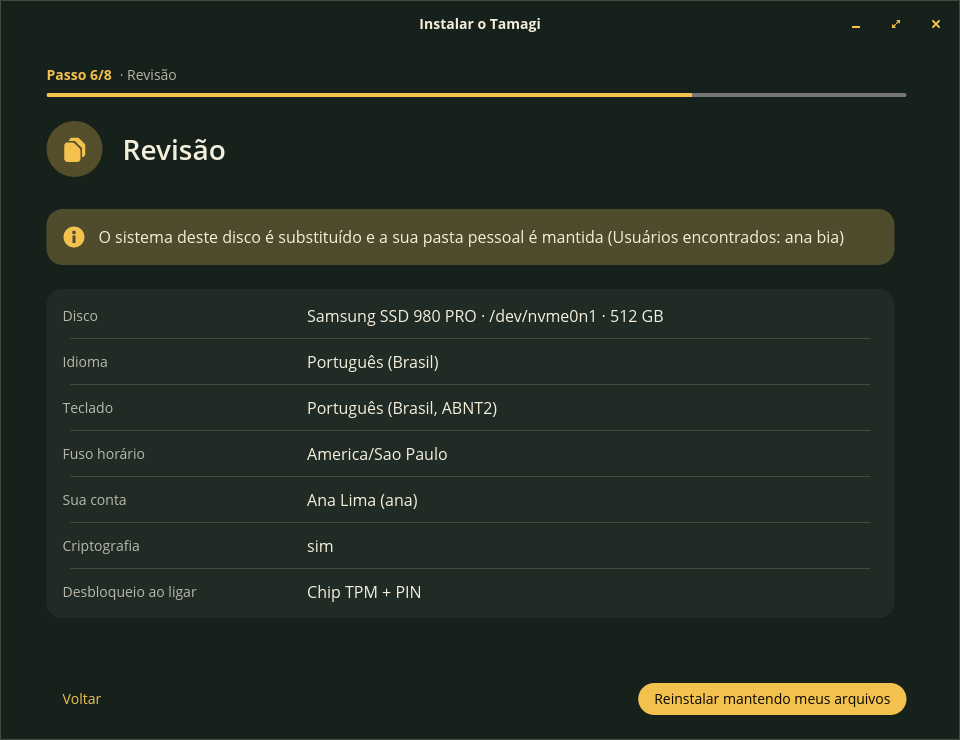 Instalar o Tamagi
Passo 6/8 · Revisão
Revisão
O sistema deste disco é substituído e a sua pasta pessoal é mantida (Usuários encontrados: ana bia)
Disco Samsung SSD 980 PRO · /dev/nvme0n1 · 512 GB
Idioma Português (Brasil)
Teclado Português (Brasil, ABNT2)
Fuso horário America/Sao Paulo
Sua conta Ana Lima (ana)
Criptografia sim
Desbloqueio ao ligar Chip TPM + PIN
Voltar Reinstalar mantendo meus arquivos